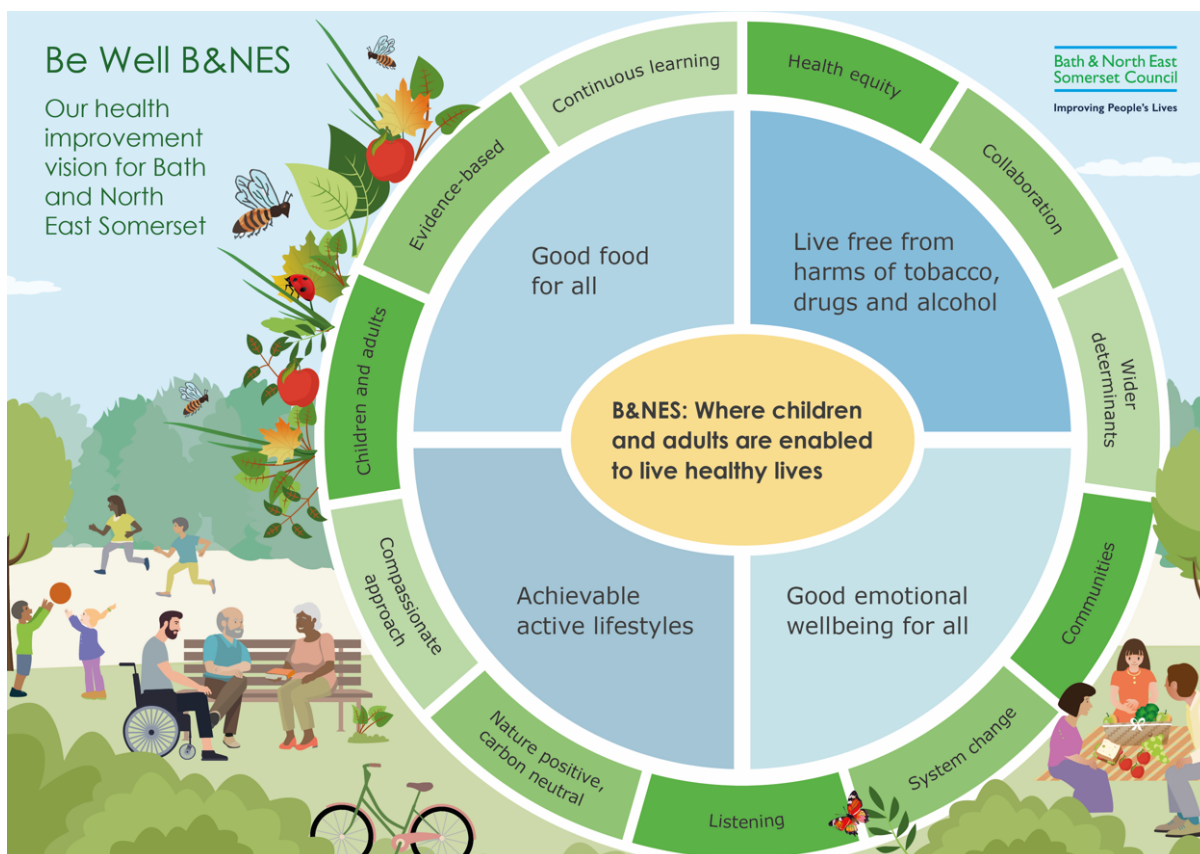 Be Well B&NES
Our health
improvement
vision for Bath
and North
East Somerset
Bath & North East
Somerset Council
Improving People's Lives
Continuous learning
Health equity
Collaboration
Wider
determinants
Communities
System change
Listening
Nature positive,
carbon neutral
Compassionate
approach
Children and adults
Evidence-based
Good food
for all
Live free from
harms of tobacco,
drugs and alcohol
B&NES: Where children
and adults are enabled
to live healthy lives
Achievable
active lifestyles
Good emotional
wellbeing for all